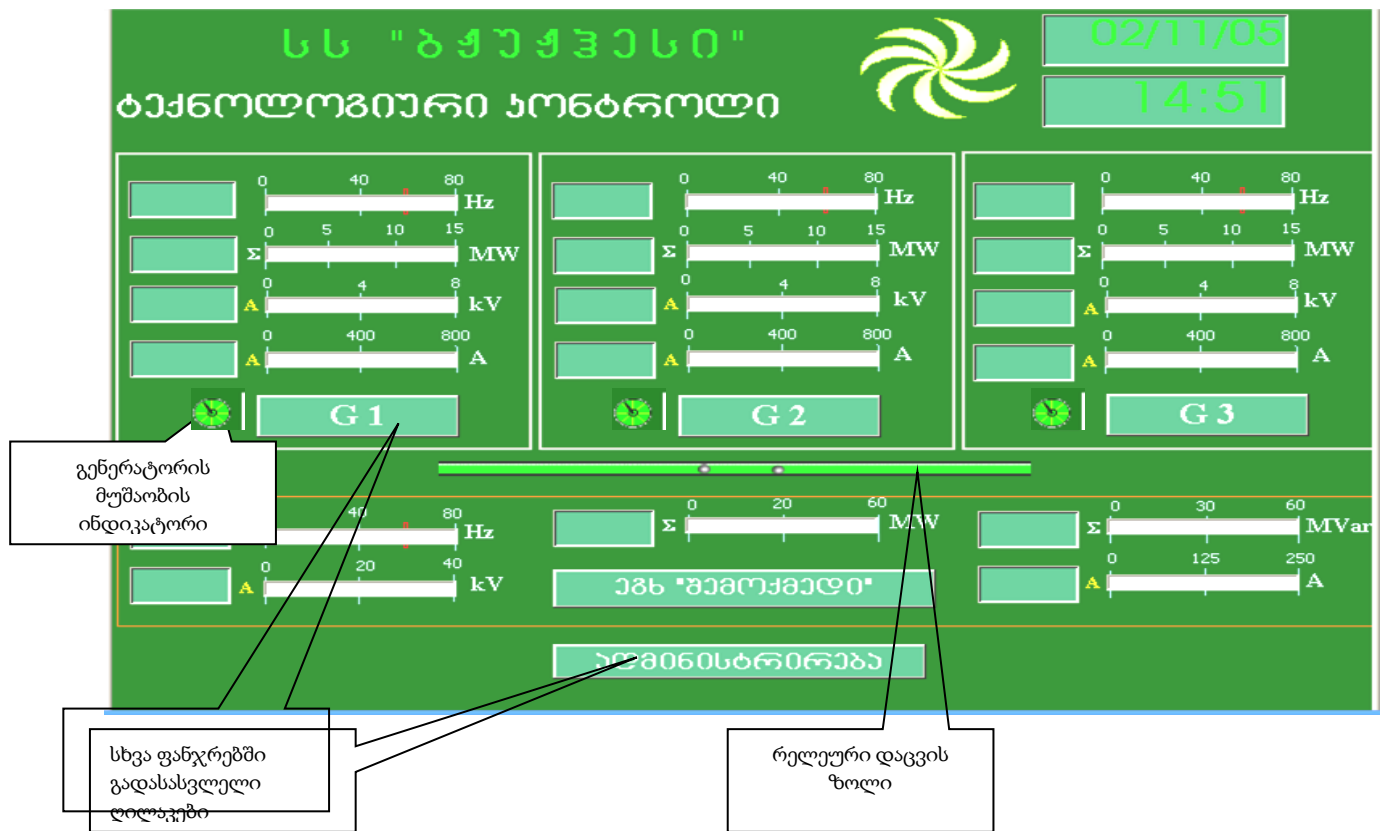 სს "ბჟუჟჰესი"
02/11/05
ტექნოლოგიური კონტროლი
14:51
0 40 80
Hz
0 5 10 15
Σ MW
0 4 8
A kV
0 400 800
A A
G 1
0 40 80
Hz
0 5 10 15
Σ MW
0 4 8
A kV
0 400 800
A A
G 2
0 40 80
Hz
0 5 10 15
Σ MW
0 4 8
A kV
0 400 800
A A
G 3
გენერატორის
მუშაობის
ინდიკატორი
40 80
Hz
0 20 40
A kV
0 20 60
Σ MW
ეგხ "შემოქმედი"
0 30 60
Σ MVar
0 125 250
A A
ადმინისტრირება
სხვა ფანჯრებში
გადასასვლელი
ღილაკები
რელეური დაცვის
ზოლი